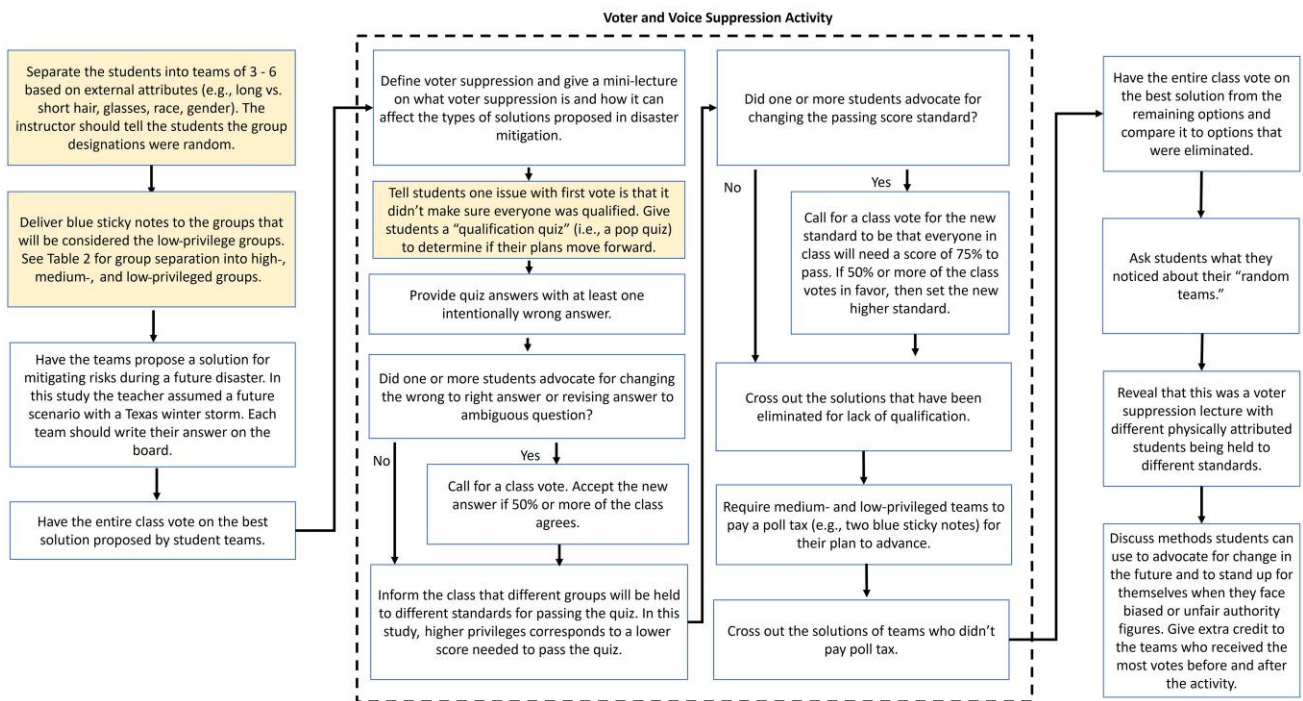 Voter and Voice Suppression Activity
Separate the students into teams of 3 - 6
based on external attributes (e.g., long vs.
short hair, glasses, race, gender). The
instructor should tell the students the group
designations were random.
Deliver blue sticky notes to the groups that
will be considered the low-privilege groups.
See Table 2 for group separation into high-,
medium-, and low-privileged groups.
Have the teams propose a solution for
mitigating risks during a future disaster. In
this study the teacher assumed a future
scenario with a Texas winter storm. Each
team should write their answer on the
board.
Have the entire class vote on the best
solution proposed by student teams.
Define voter suppression and give a mini-lecture
on what voter suppression is and how it can
affect the types of solutions proposed in disaster
mitigation.
Tell students one issue with first vote is that it
didn't make sure everyone was qualified. Give
students a "qualification quiz" (i.e., a pop quiz)
to determine if their plans move forward.
Provide quiz answers with at least one
intentionally wrong answer.
Did one or more students advocate for changing
the wrong to right answer or revising answer to
ambiguous question?
No
Yes
Call for a class vote. Accept the new
answer if 50% or more of the class
agrees.
Inform the class that different groups will be held
to different standards for passing the quiz. In this
study, higher privileges corresponds to a lower
score needed to pass the quiz.
Did one or more students advocate for
changing the passing score standard?
No
Yes
Call for a class vote for the new
standard to be that everyone in
class will need a score of 75% to
pass. If 50% or more of the class
votes in favor, then set the new
higher standard.
Cross out the solutions that have been
eliminated for lack of qualification.
Require medium- and low-privileged teams to
pay a poll tax (e.g., two blue sticky notes) for
their plan to advance.
Cross out the solutions of teams who didn't
pay poll tax.
Have the entire class vote on
the best solution from the
remaining options and
compare it to options that
were eliminated.
Ask students what they
noticed about their "random
teams."
Reveal that this was a voter
suppression lecture with
different physically attributed
students being held to
different standards.
Discuss methods students can
use to advocate for change in
the future and to stand up for
themselves when they face
biased or unfair authority
figures. Give extra credit to
the teams who received the
most votes before and after
the activity.